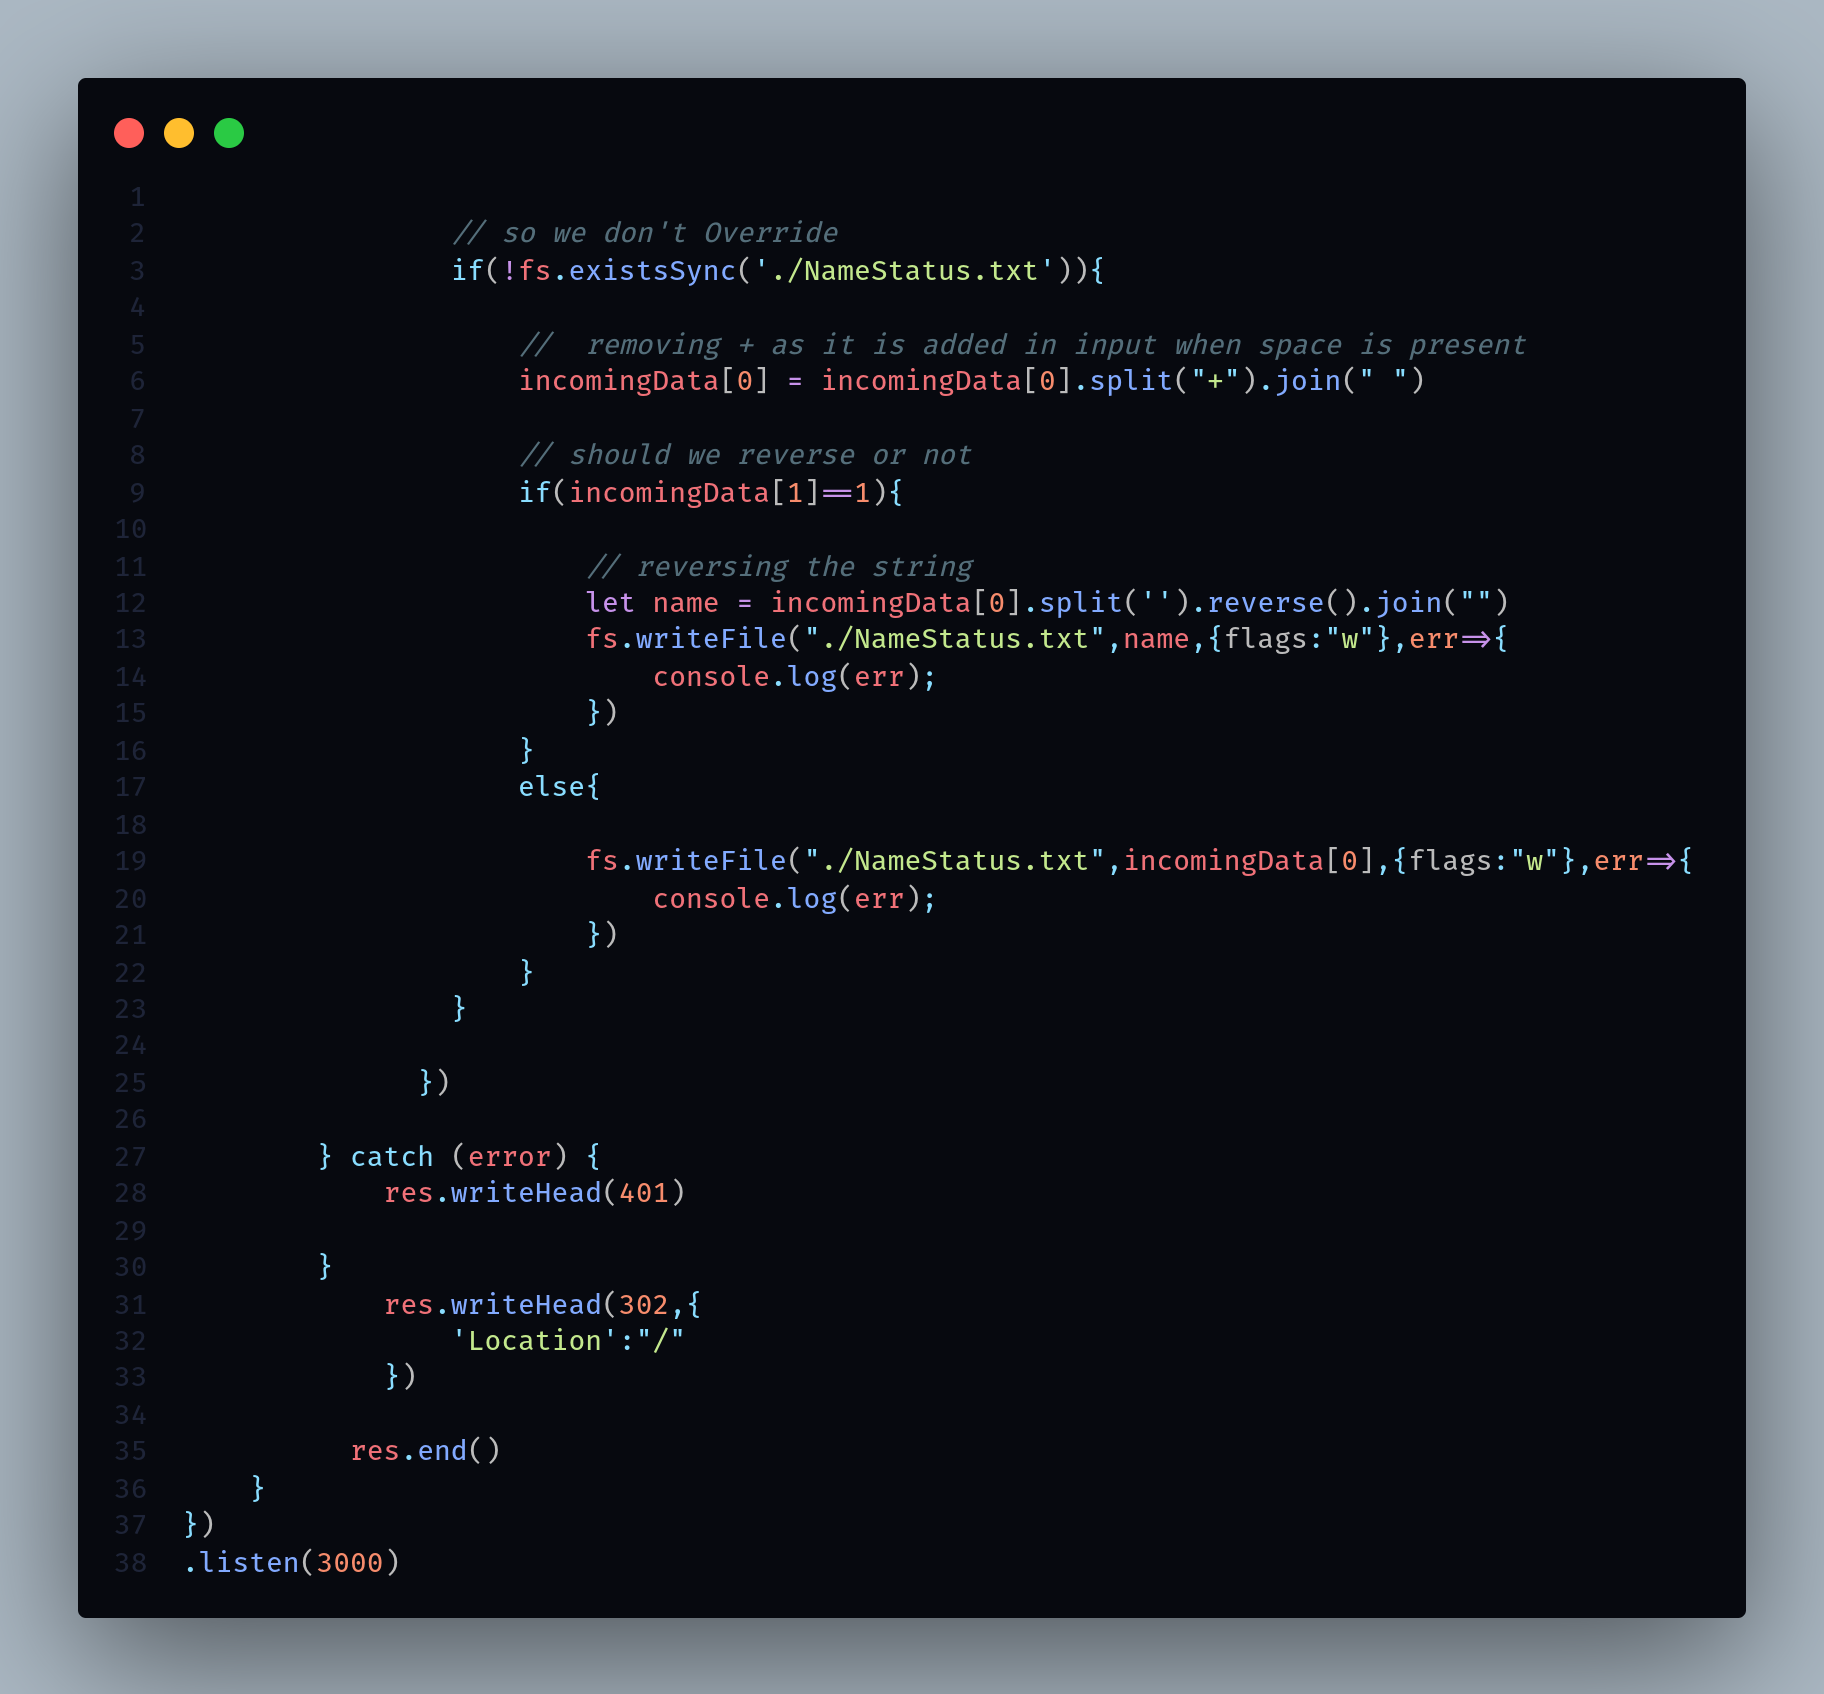 1
2 // so we don't Override
3 if(!fs.existsSync('./NameStatus.txt')){
4
5 //  removing + as it is added in input when space is present
6 incomingData[0] = incomingData[0].split("+").join(" ")
7
8 // should we reverse or not
9 if(incomingData[1]==1){
10
11 // reversing the string
12 let name = incomingData[0].split('').reverse().join("")
13 fs.writeFile("./NameStatus.txt",name,{flags:"w"},err=>{
14 console.log(err);
15 })
16 }
17 else{
18
19 fs.writeFile("./NameStatus.txt",incomingData[0],{flags:"w"},err=>{
20 console.log(err);
21 })
22 }
23 }
24
25 })
26
27 } catch (error) {
28 res.writeHead(401)
29
30 }
31 res.writeHead(302,{
32 'Location':"/"
33 })
34
35 res.end()
36 }
37 })
38 .listen(3000)